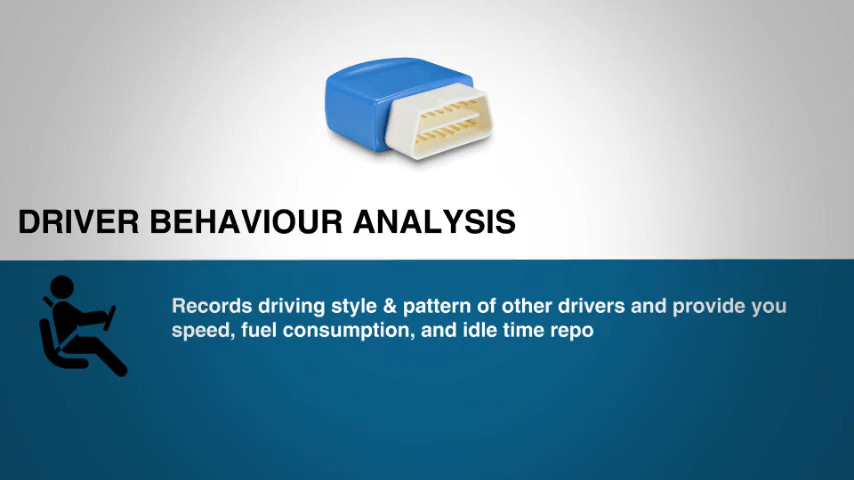 DRIVER BEHAVIOUR ANALYSIS
Records driving style & pattern of other drivers and provide you
speed, fuel consumption, and idle time repo